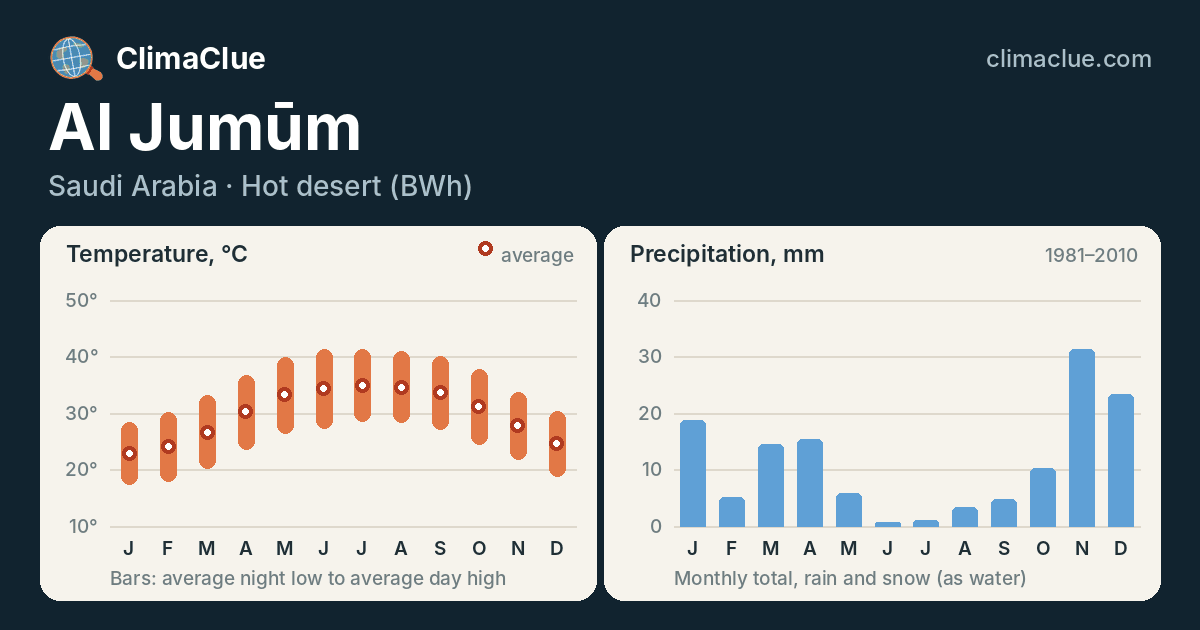 ClimaClue
climaclue.com
Al Jumūm
Saudi Arabia · Hot desert (BWh)
Temperature, °C
average
50°
40°
30°
20°
10°
J F M A M J J A S O N D
Bars: average night low to average day high
Precipitation, mm
1981–2010
40
30
20
10
0
J F M A M J J A S O N D
Monthly total, rain and snow (as water)